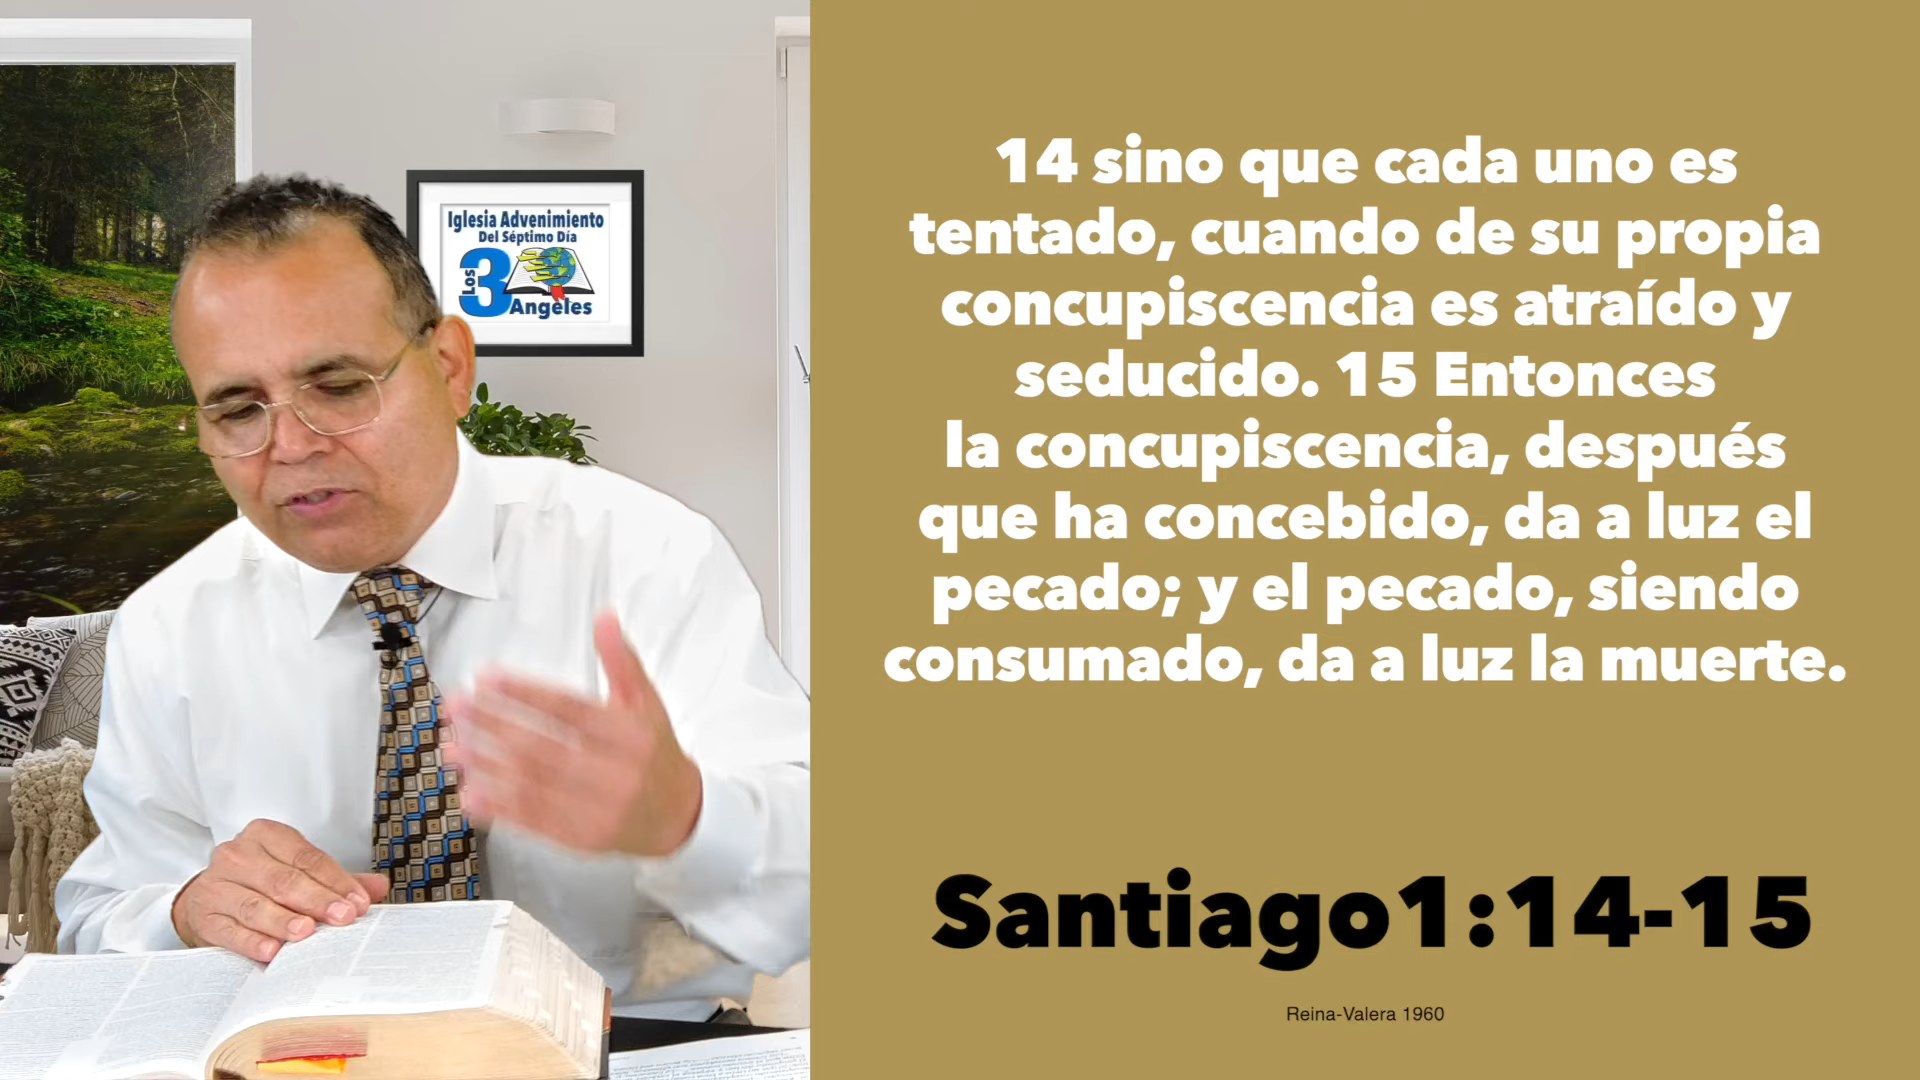 Iglesia Advenimiento
Del Séptimo Día
Los
3
Angeles
14 sino que cada uno es
tentado, cuando de su propia
concupiscencia es atraído y
seducido. 15 Entonces
la concupiscencia, después
que ha concebido, da a luz el
pecado; y el pecado, siendo
consumado, da a luz la muerte.
Santiago1:14-15
Reina-Valera 1960